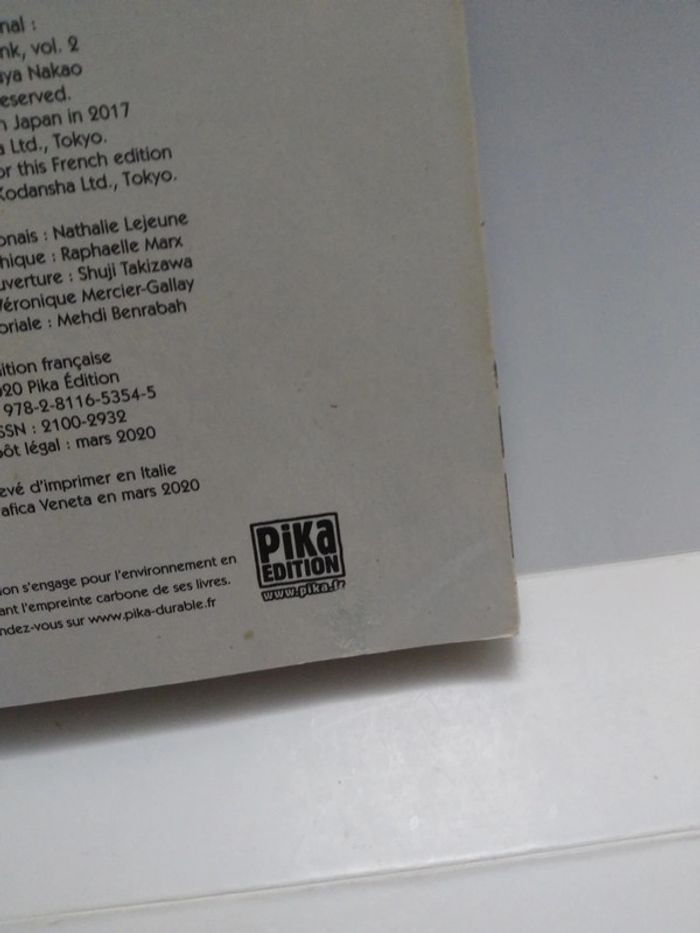 nal :
nk, vol. 2
uya Nakao
eserved.
n Japan in 2017
a Ltd., Tokyo.
or this French edition
Kodansha Ltd., Tokyo.
onais : Nathalie Lejeune
hique : Raphaelle Marx
uverture : Shuji Takizawa
Véronique Mercier-Gallay
oriale : Mehdi Benrabah
ition française
020 Pika Édition
978-2-8116-5354-5
SSN : 2100-2932
pôt légal : mars 2020
evé d'imprimer en Italie
afica Veneta en mars 2020
PiKa
EDITION
www.pika.fr
ion s'engage pour l'environnement en
ant l'empreinte carbone de ses livres.
ndez-vous sur www.pika-durable.fr